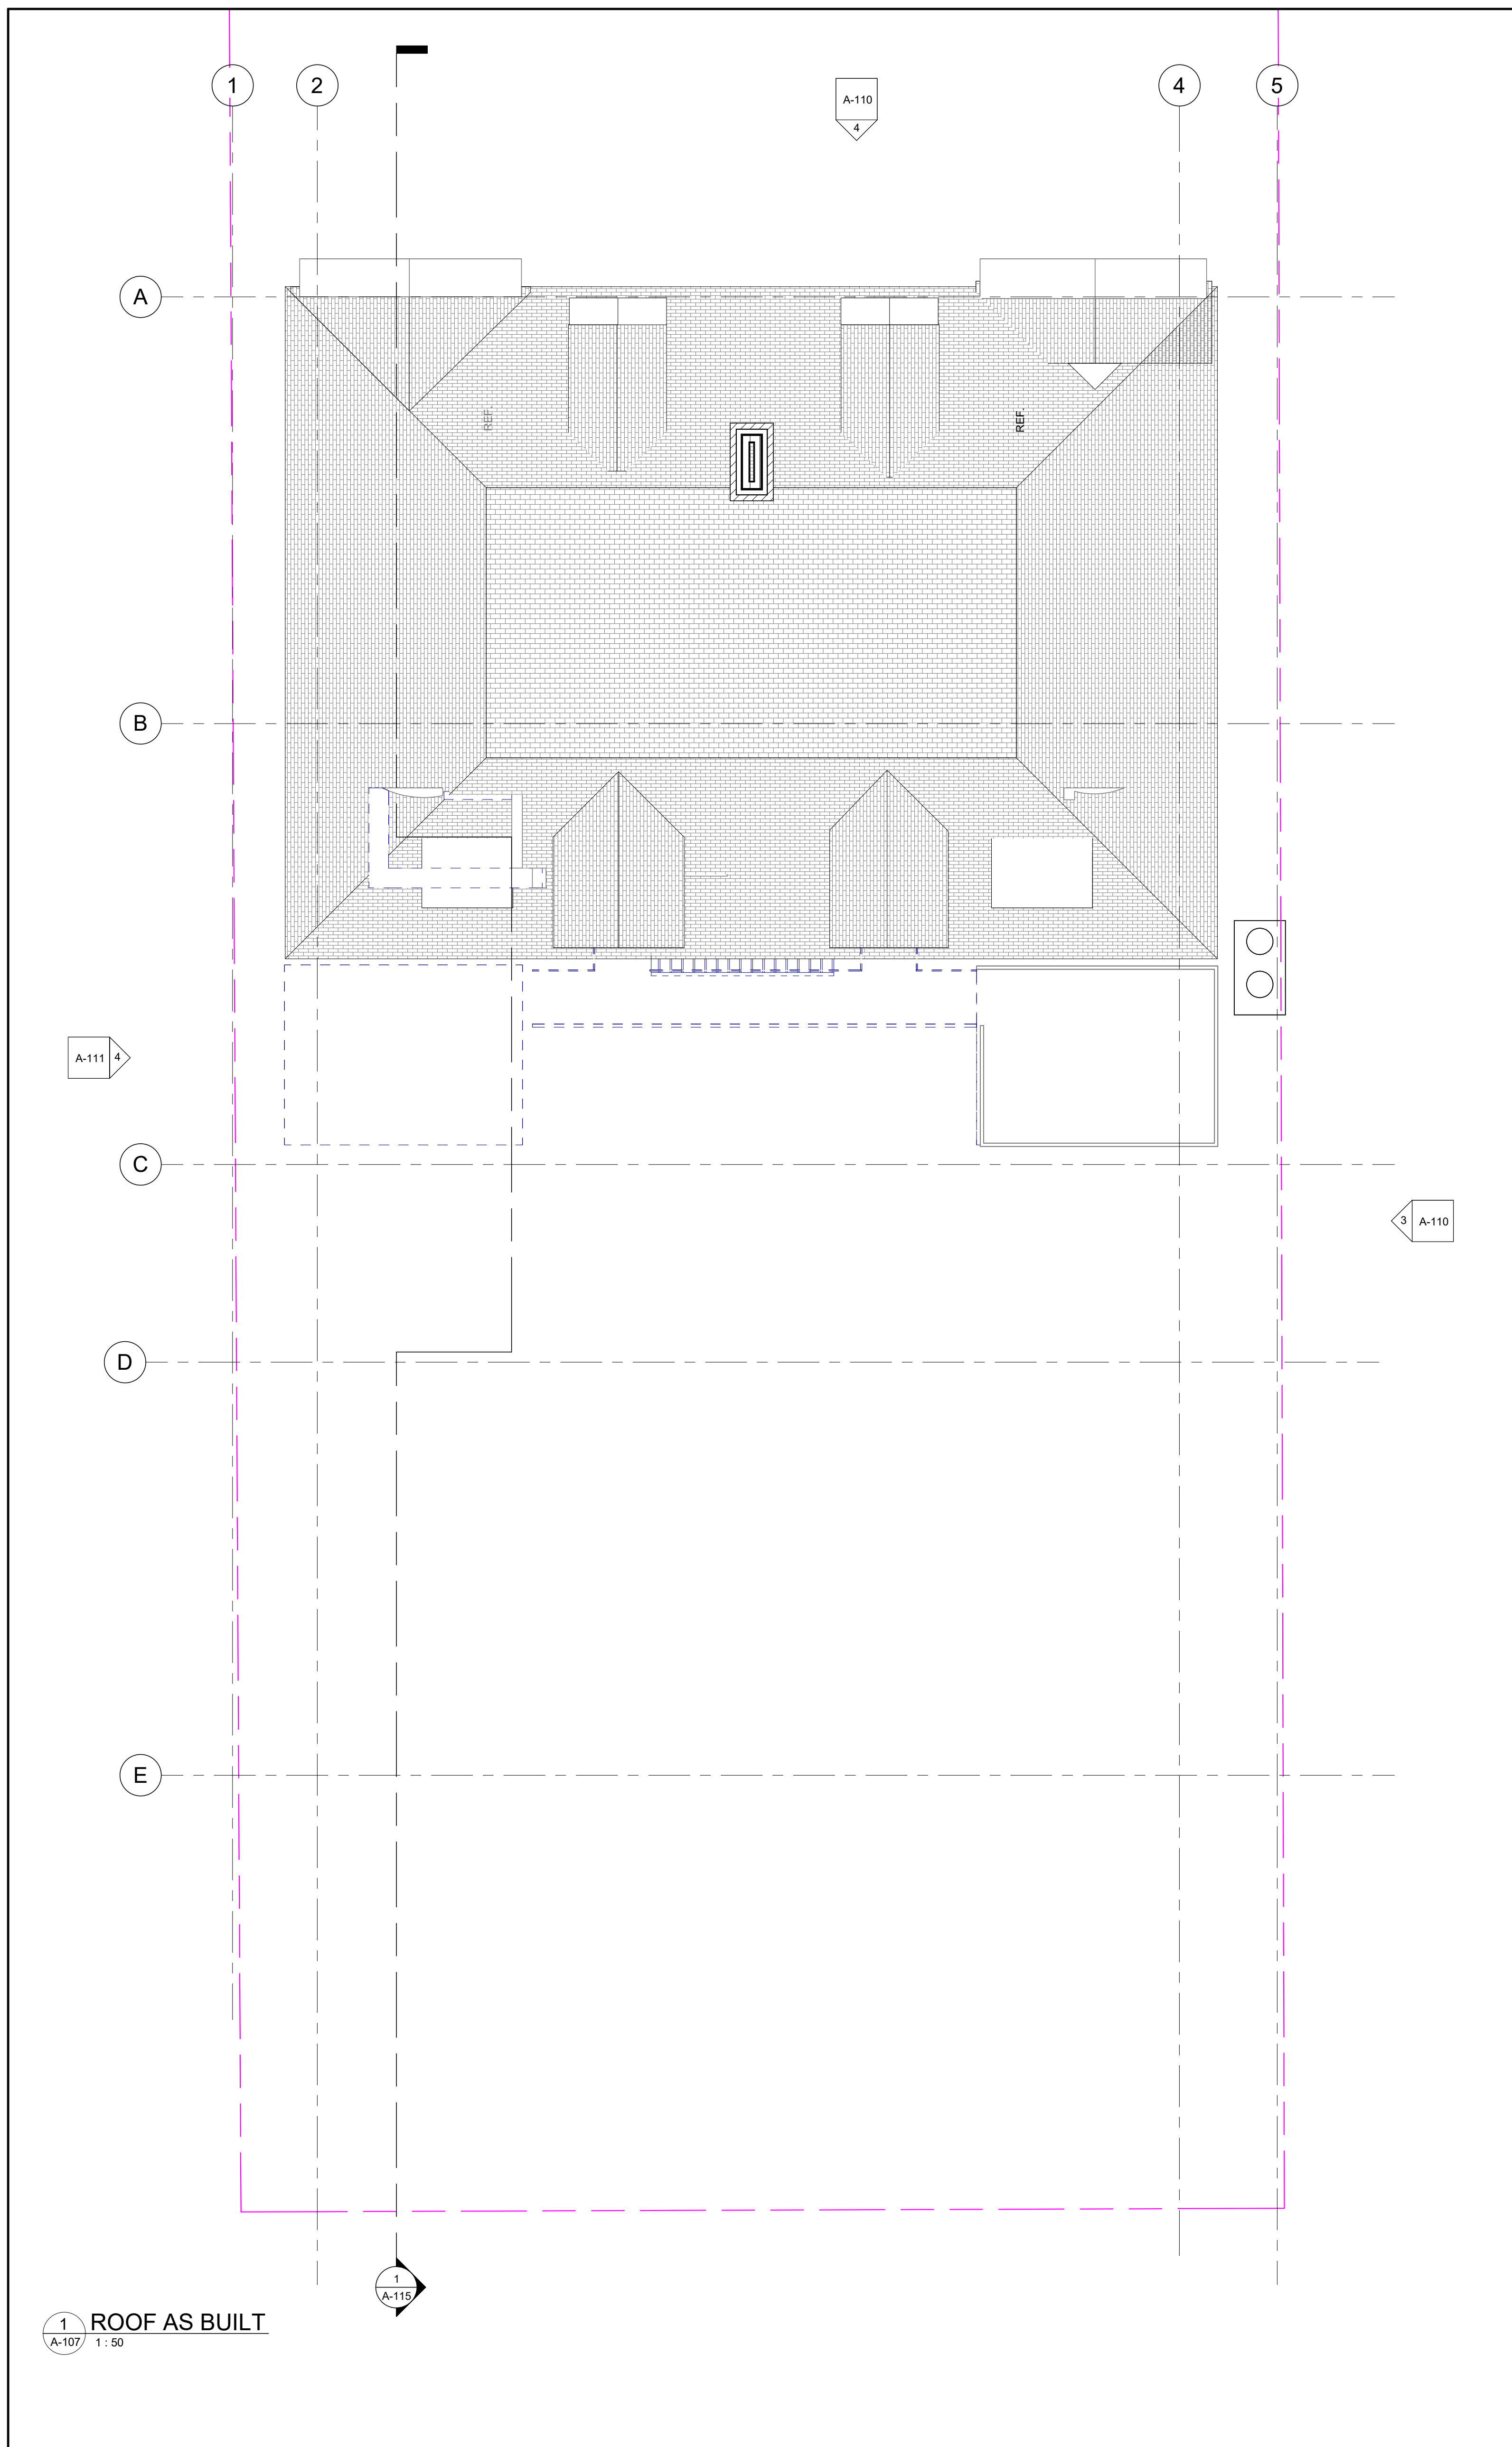 1
2
4
5
A-110
4
A
REF.
REF.
B
A-111
4
C
3
A-110
D
E
1
A-115
1
A-107
ROOF AS BUILT
1 : 50